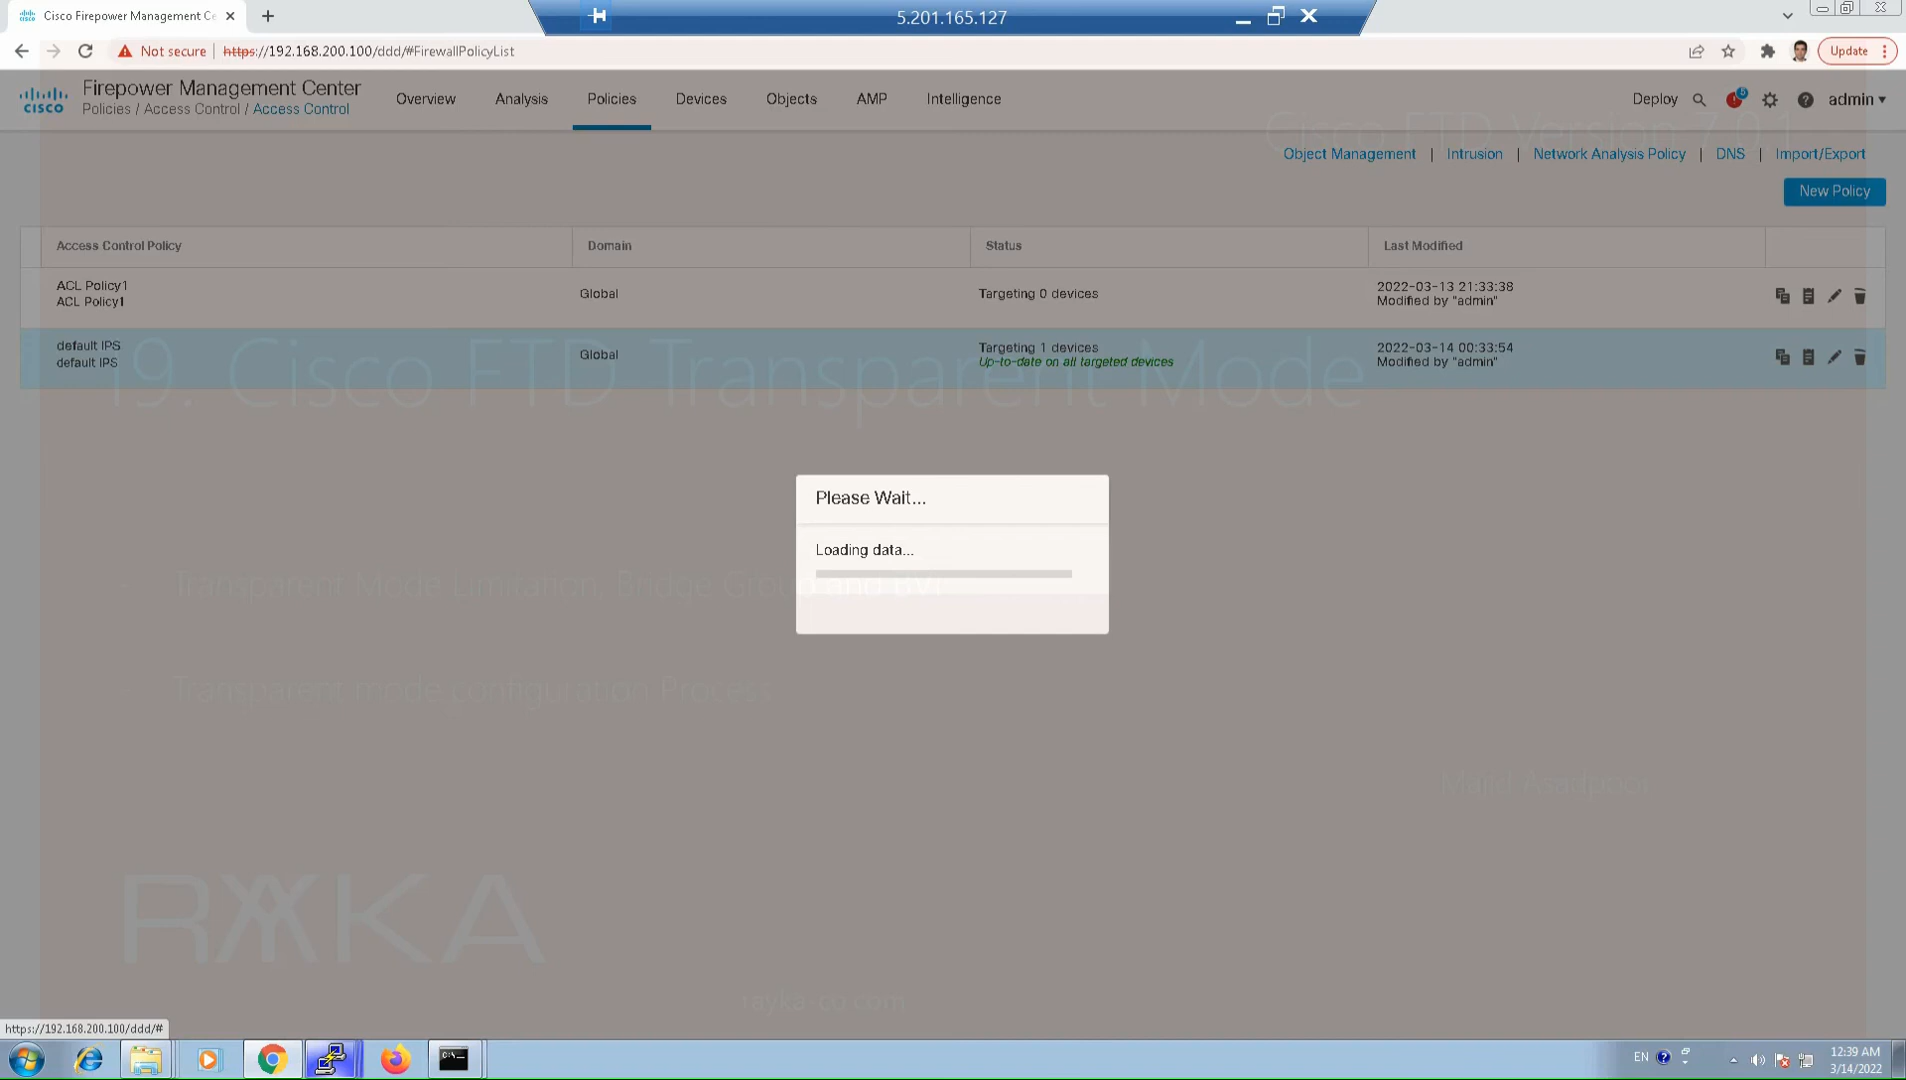 Cisco Firepower Management Ce
5.201.165.127
Not secure
https://192.168.200.100/ddd/#FirewallPolicyList
Update
CISCO
Firepower Management Center
Policies / Access Control / Access Control
Overview
Analysis
Policies
Devices
Objects
AMP
Intelligence
Deploy
5
admin
Cisco FTD Version 7.0.1
Object Management | Intrusion | Network Analysis Policy | DNS | Import/Export
New Policy
Access Control Policy
Domain
Status
Last Modified
ACL Policy1
ACL Policy1
Global
Targeting 0 devices
2022-03-13 21:33:38
Modified by "admin"
default IPS
default IPS
Global
Targeting 1 devices
Up-to-date on all targeted devices
2022-03-14 00:33:54
Modified by "admin"
19. Cisco FTD Transparent Mode
Please Wait...
Loading data...
Transparent Mode Limitation, Bridge Group and BVI
Transparent mode configuration Process
Majid Asadpoor
RAYKA
rayka-co.com
https://192.168.200.100/ddd/#
EN
12:39 AM
3/14/2022